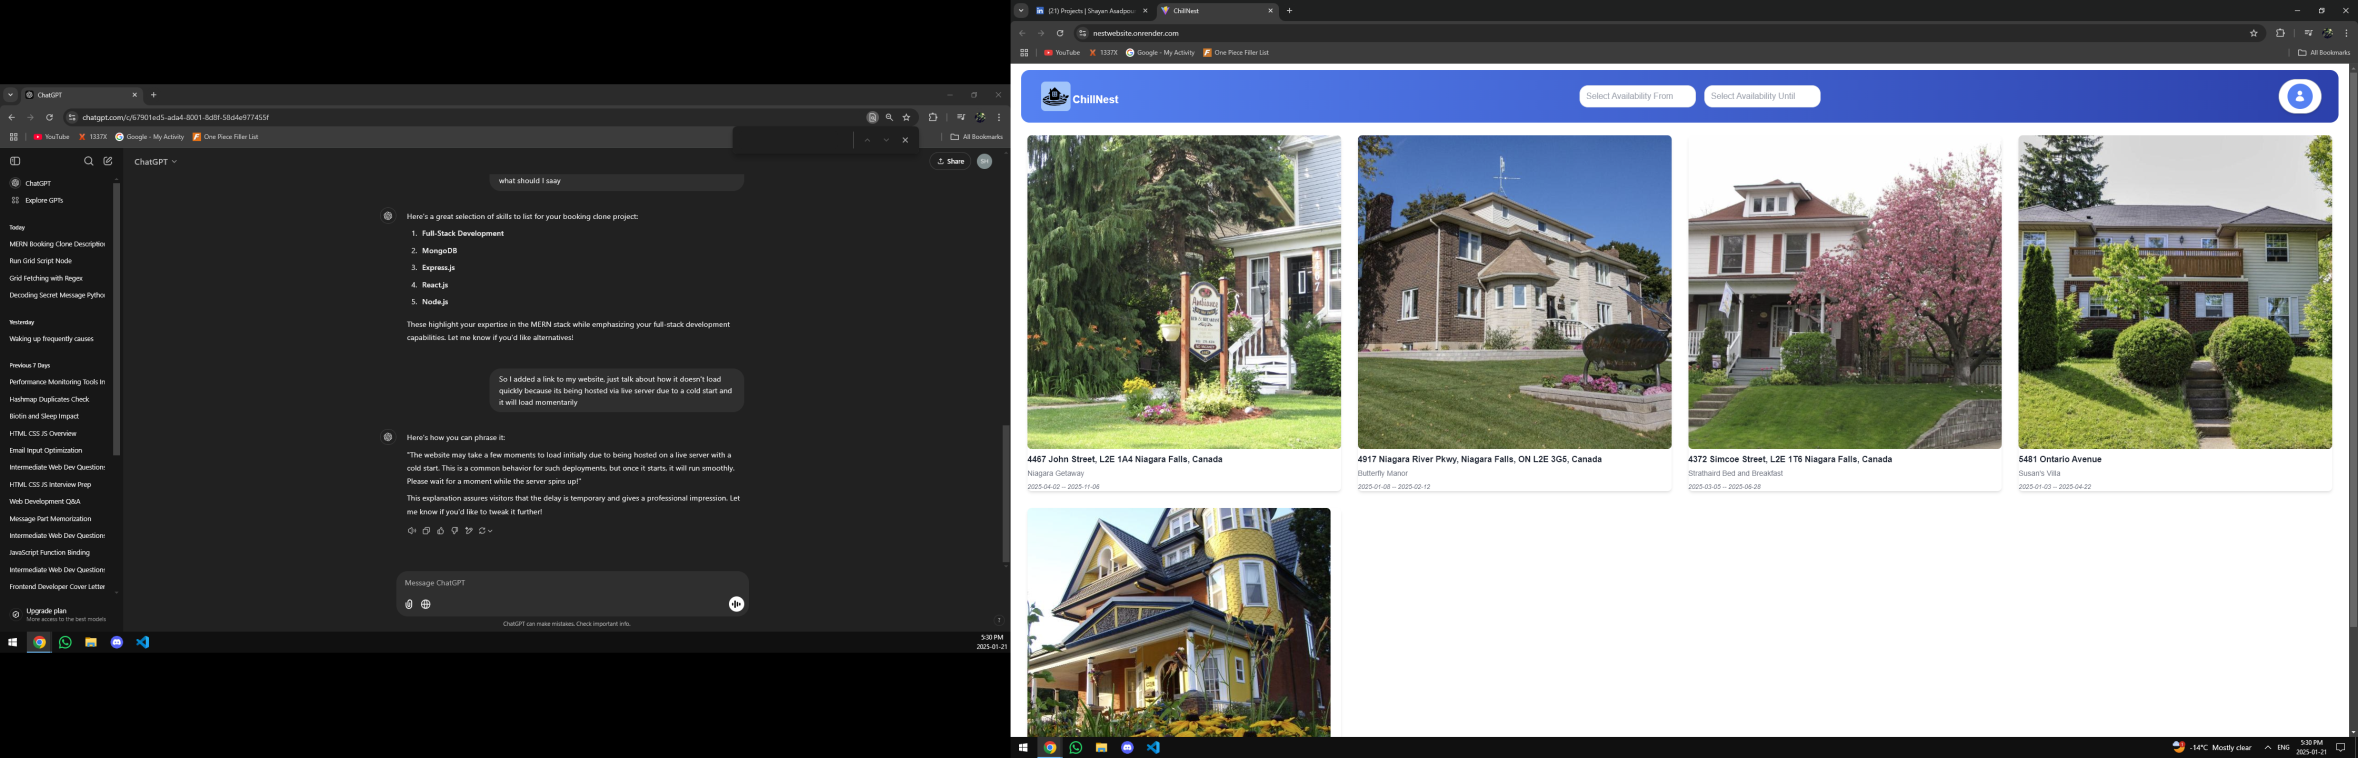 ChatGPT
chatgpt.com/c/67901ed5-ada4-8001-8d8f-58d4e977455f
YouTube
1337X
Google - My Activity
One Piece Filler List
All Bookmarks
ChatGPT
Explore GPTs
Today
MERN Booking Clone Description
Run Grid Script Node
Grid Fetching with Regex
Decoding Secret Message Python
Yesterday
Waking up frequently causes
Previous 7 Days
Performance Monitoring Tools In
Hashmap Duplicates Check
Biotin and Sleep Impact
HTML CSS JS Overview
Email Input Optimization
Intermediate Web Dev Questions
HTML CSS JS Interview Prep
Web Development Q&A
Message Part Memorization
Intermediate Web Dev Questions
JavaScript Function Binding
Intermediate Web Dev Questions
Frontend Developer Cover Letter
Upgrade plan
More access to the best models
ChatGPT
Share
SH
what should I saay
Here's a great selection of skills to list for your booking clone project:
1. Full-Stack Development
2. MongoDB
3. Express.js
4. React.js
5. Node.js
These highlight your expertise in the MERN stack while emphasizing your full-stack development
capabilities. Let me know if you'd like alternatives!
So I added a link to my website, just talk about how it doesn't load
quickly because its being hosted via live server due to a cold start and
it will load momentarily
Here's how you can phrase it:
"The website may take a few moments to load initially due to being hosted on a live server with a
cold start. This is a common behavior for such deployments, but once it starts, it will run smoothly.
Please wait for a moment while the server spins up!"
This explanation assures visitors that the delay is temporary and gives a professional impression. Let
me know if you'd like to tweak it further!
Message ChatGPT
ChatGPT can make mistakes. Check important info.
?
5:30 PM
2025-01-21
(21) Projects | Shayan Asadpou
ChillNest
nestwebsite.onrender.com
YouTube
1337X
Google - My Activity
One Piece Filler List
All Bookmarks
ChillNest
Select Availability From
Select Availability Until
4467 John Street, L2E 1A4 Niagara Falls, Canada
Niagara Getaway
2025-04-02 -- 2025-11-06
4917 Niagara River Pkwy, Niagara Falls, ON L2E 3G5, Canada
Butterfly Manor
2025-01-08 -- 2025-02-12
4372 Simcoe Street, L2E 1T6 Niagara Falls, Canada
Strathaird Bed and Breakfast
2025-03-05 -- 2025-06-28
5481 Ontario Avenue
Susan's Villa
2025-01-03 -- 2025-04-22
-14°C Mostly clear
ENG
5:30 PM
2025-01-21